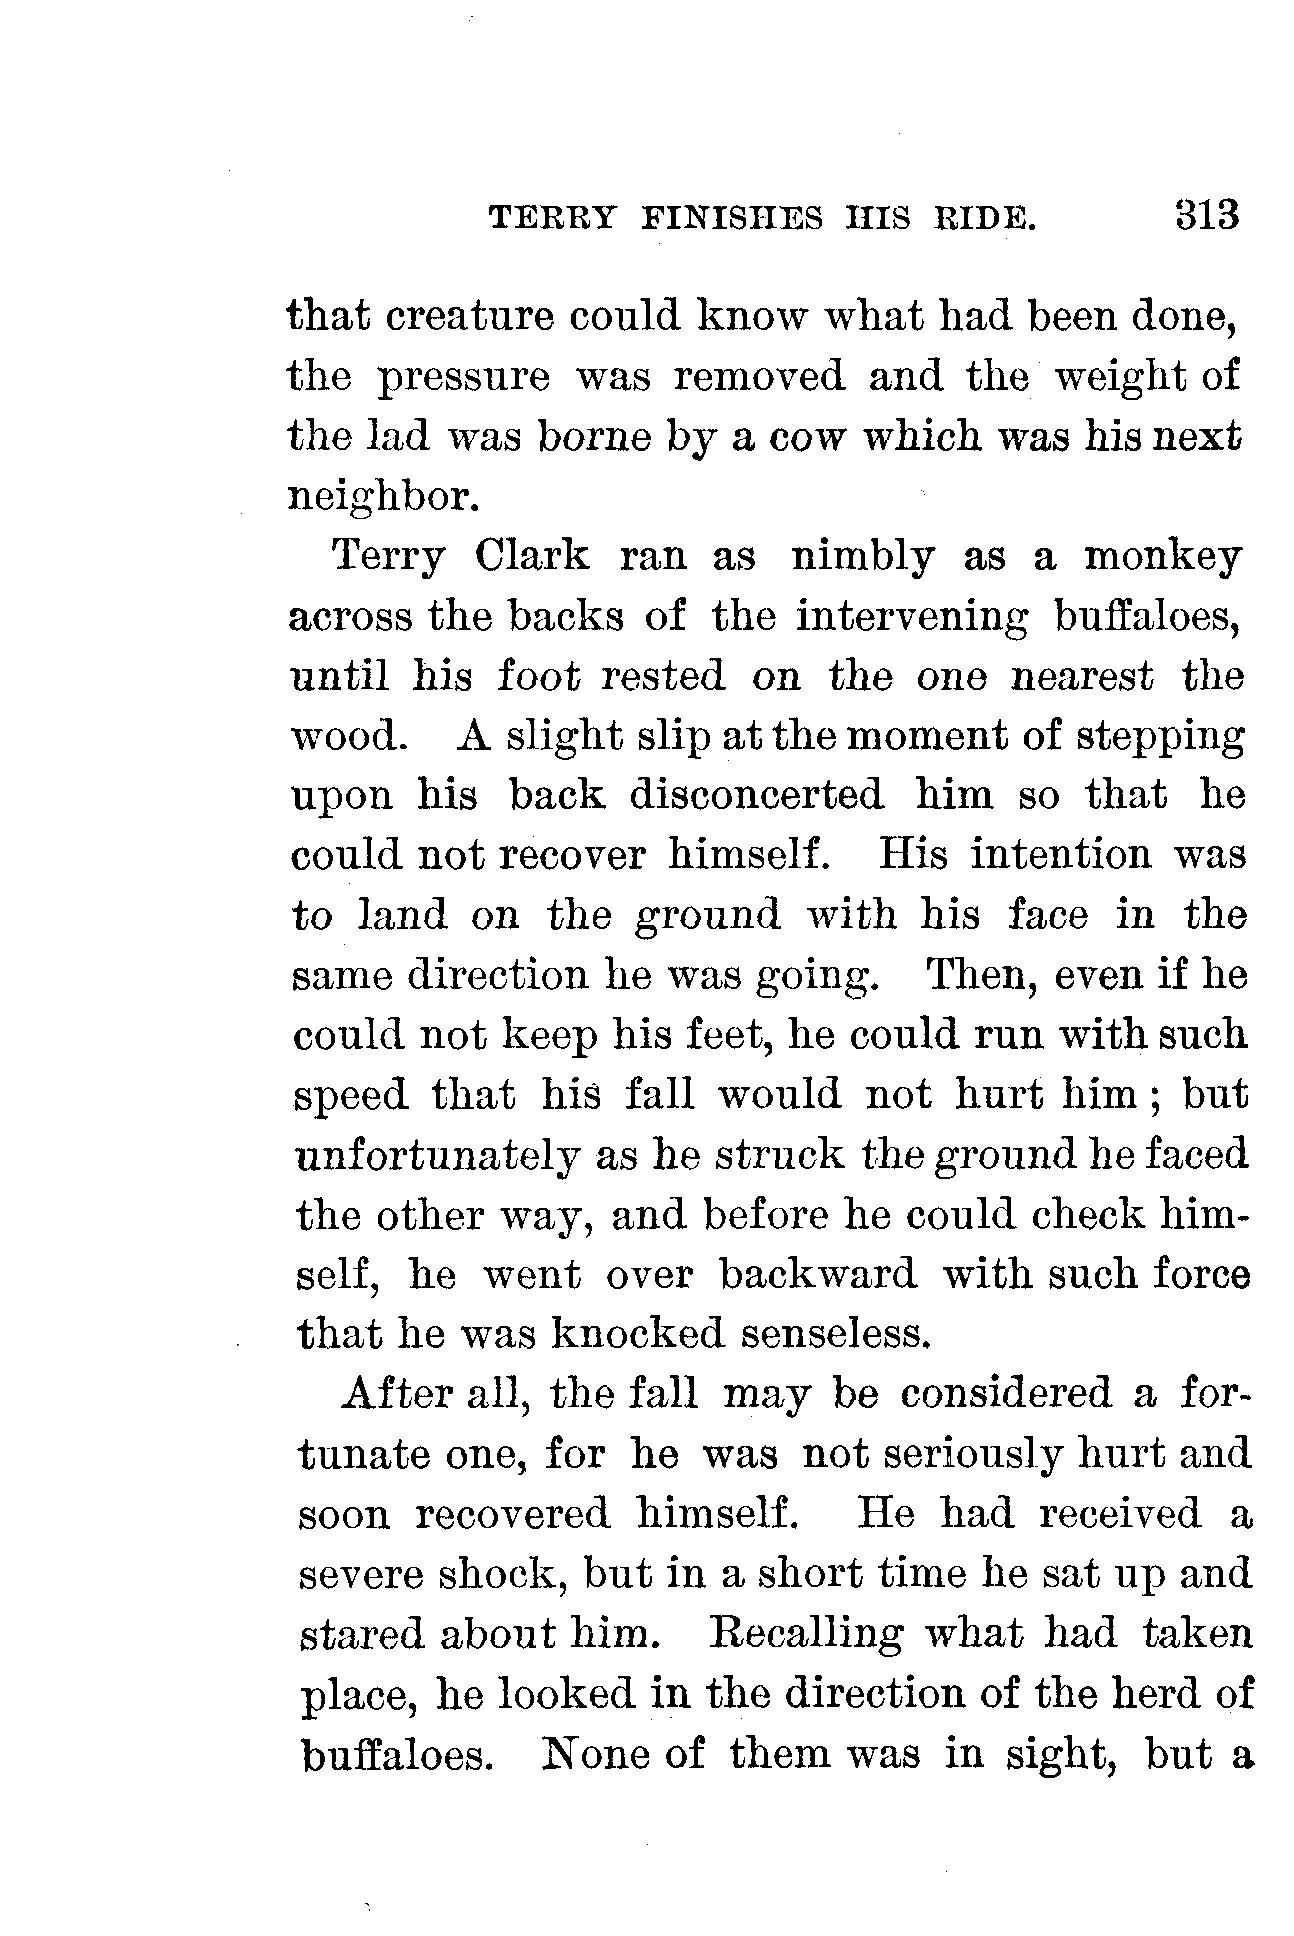 TERRY FINISHES HIS RIDE. 313
that creature could know what had been done,
the pressure was removed and the weight of
the lad was borne by a cow which was his next
neighbor.
Terry Clark ran as nimbly as a monkey
across the backs of the intervening buffaloes,
until his foot rested on the one nearest the
wood. A slight slip at the moment of stepping
upon his back disconcerted him so that he
could not recover himself. His intention was
to land on the ground with his face in the
same direction he was going. Then, even if he
could not keep his feet, he could run with such
speed that his fall would not hurt him ; but
unfortunately as he struck the ground he faced
the other way, and before he could check him-
self, he went over backward with such force
that he was knocked senseless.
After all, the fall may be considered a for-
tunate one, for he was not seriously hurt and
soon recovered himself. He had received a
severe shock, but in a short time he sat up and
stared about him. Recalling what had taken
place, he looked in the direction of the herd of
buffaloes. None of them was in sight, but a